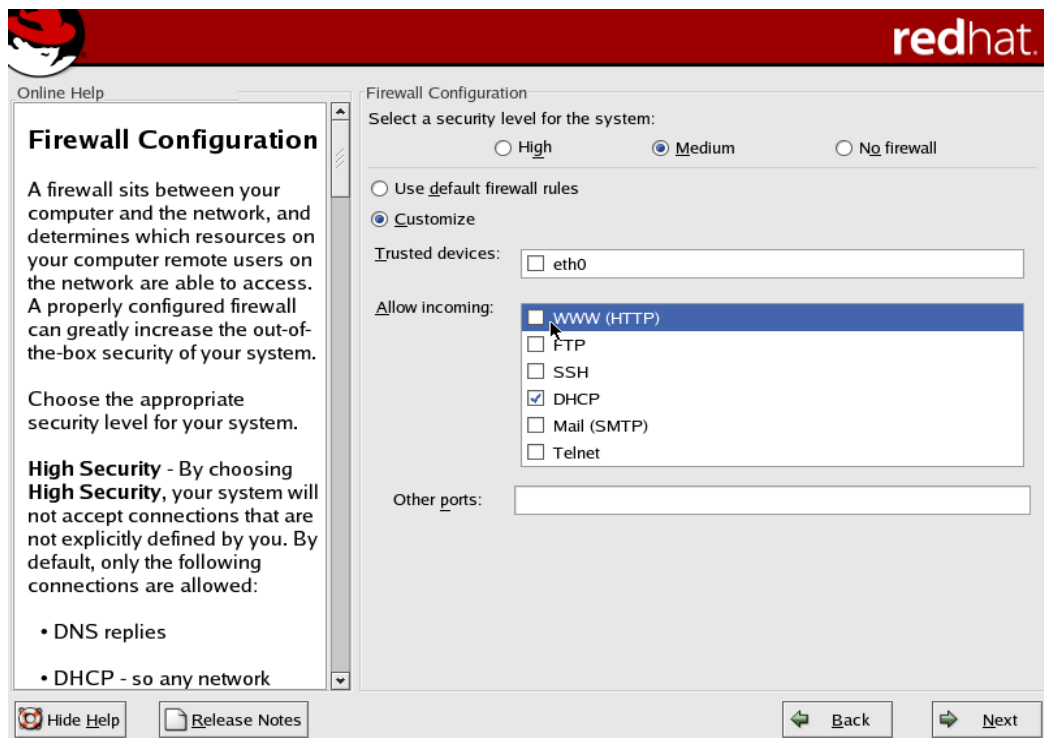 redhat.
Online Help
Firewall Configuration
A firewall sits between your
computer and the network, and
determines which resources on
your computer remote users on
the network are able to access.
A properly configured firewall
can greatly increase the out-of-
the-box security of your system.
Choose the appropriate
security level for your system.
High Security - By choosing
High Security, your system will
not accept connections that are
not explicitly defined by you. By
default, only the following
connections are allowed:
• DNS replies
• DHCP - so any network
Firewall Configuration
Select a security level for the system:
High Medium No firewall
Use default firewall rules
Customize
Trusted devices: eth0
Allow incoming: WWW (HTTP)
FTP
SSH
DHCP
Mail (SMTP)
Telnet
Other ports:
Hide Help Release Notes Back Next